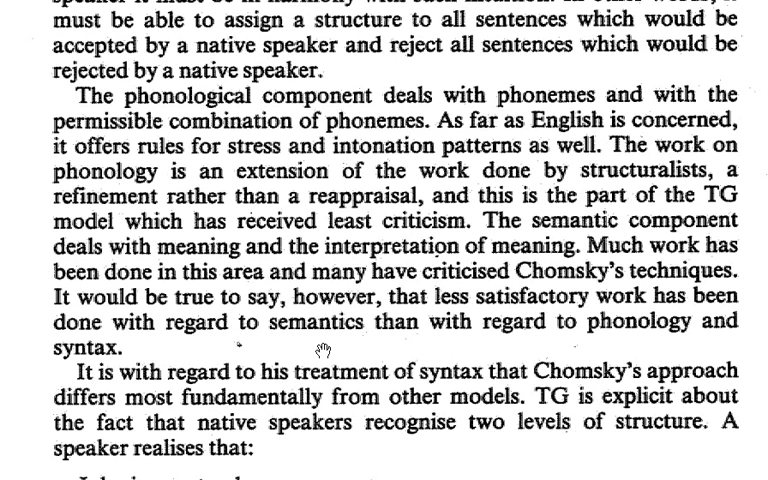 must be able to assign a structure to all sentences which would be
accepted by a native speaker and reject all sentences which would be
rejected by a native speaker.
The phonological component deals with phonemes and with the
permissible combination of phonemes. As far as English is concerned,
it offers rules for stress and intonation patterns as well. The work on
phonology is an extension of the work done by structuralists, a
refinement rather than a reappraisal, and this is the part of the TG
model which has received least criticism. The semantic component
deals with meaning and the interpretation of meaning. Much work has
been done in this area and many have criticised Chomsky's techniques.
It would be true to say, however, that less satisfactory work has been
done with regard to semantics than with regard to phonology and
syntax.
It is with regard to his treatment of syntax that Chomsky's approach
differs most fundamentally from other models. TG is explicit about
the fact that native speakers recognise two levels of structure. A
speaker realises that: